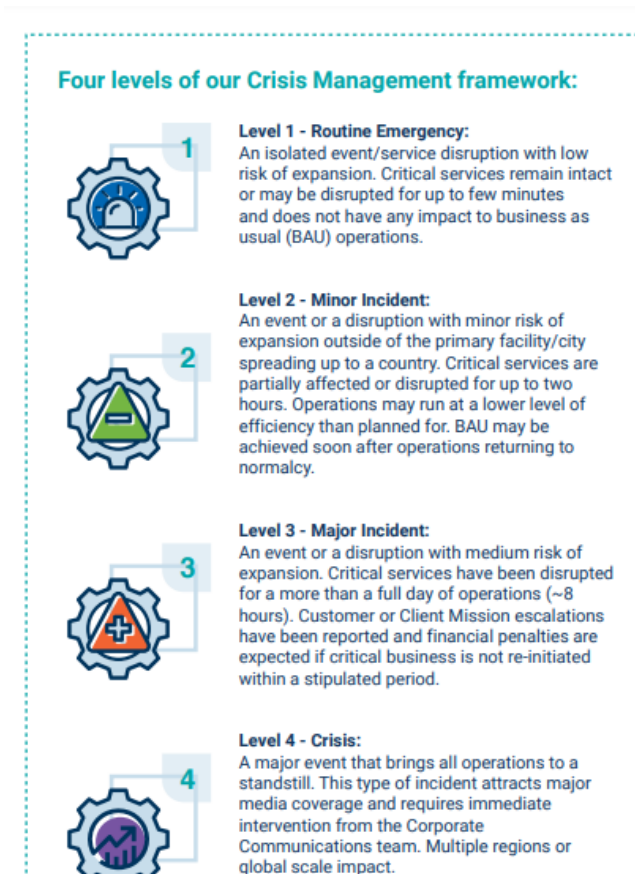 Four levels of our Crisis Management framework:
1
Level 1 - Routine Emergency:
An isolated event/service disruption with low
risk of expansion. Critical services remain intact
or may be disrupted for up to few minutes
and does not have any impact to business as
usual (BAU) operations.
2
Level 2 - Minor Incident:
An event or a disruption with minor risk of
expansion outside of the primary facility/city
spreading up to a country. Critical services are
partially affected or disrupted for up to two
hours. Operations may run at a lower level of
efficiency than planned for. BAU may be
achieved soon after operations returning to
normalcy.
3
Level 3 - Major Incident:
An event or a disruption with medium risk of
expansion. Critical services have been disrupted
for a more than a full day of operations (~8
hours). Customer or Client Mission escalations
have been reported and financial penalties are
expected if critical business is not re-initiated
within a stipulated period.
4
Level 4 - Crisis:
A major event that brings all operations to a
standstill. This type of incident attracts major
media coverage and requires immediate
intervention from the Corporate
Communications team. Multiple regions or
global scale impact.